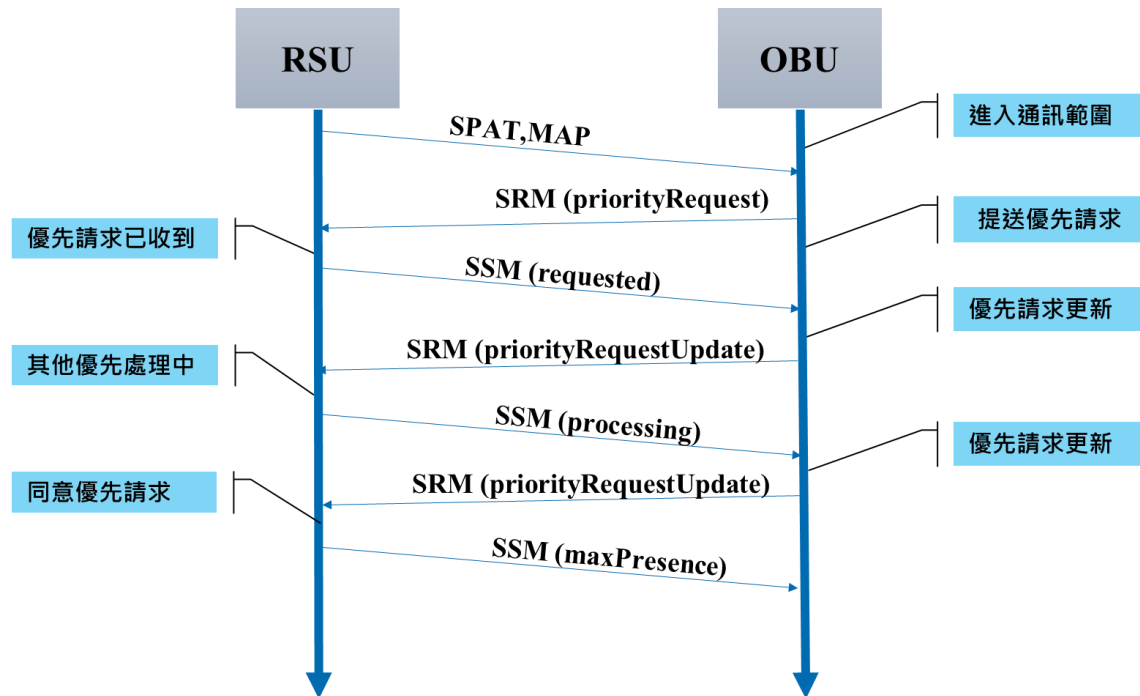 RSU
OBU
進入通訊範圍
SPAT,MAP
SRM (priorityRequest)
提送優先請求
優先請求已收到
SSM (requested)
優先請求更新
SRM (priorityRequestUpdate)
其他優先處理中
SSM (processing)
優先請求更新
SRM (priorityRequestUpdate)
同意優先請求
SSM (maxPresence)